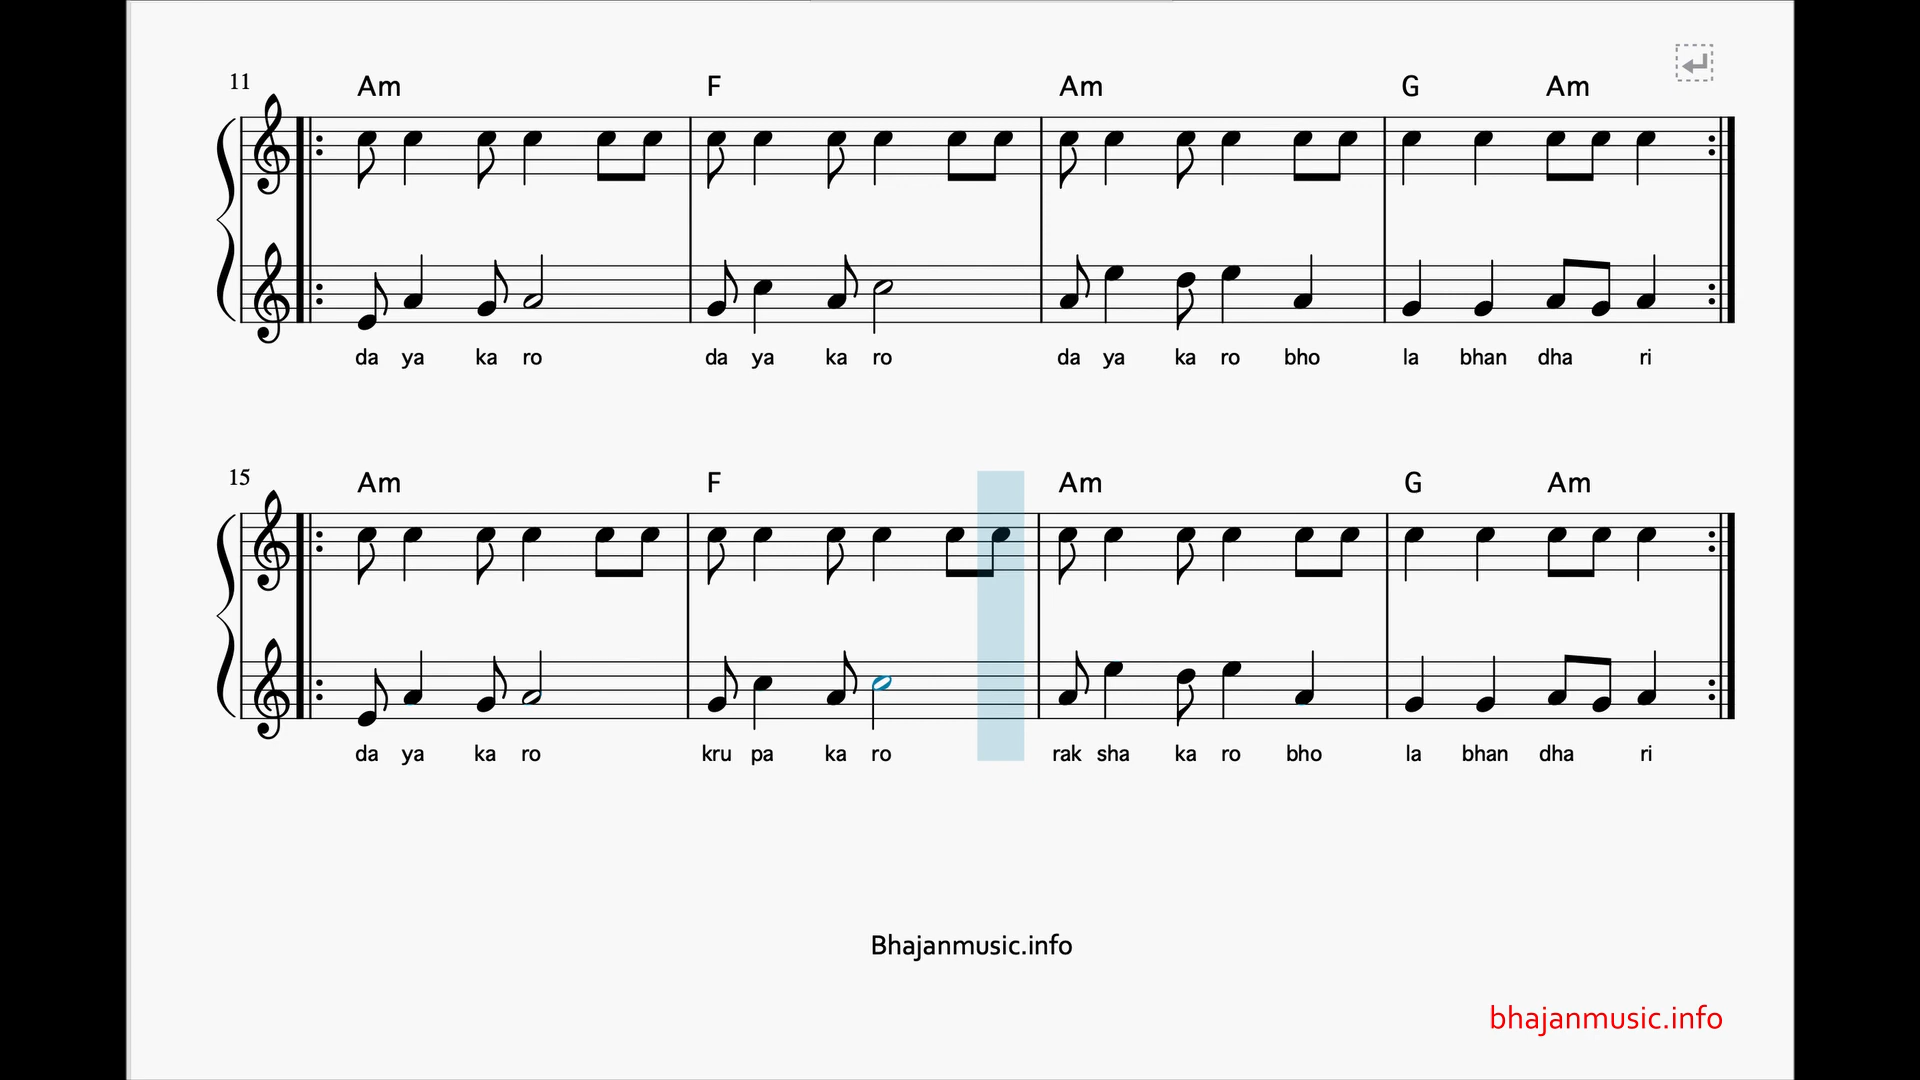 11
Am F Am G Am
da ya ka ro da ya ka ro da ya ka ro bho la bhan dha ri
15
Am F Am G Am
da ya ka ro kru pa ka ro rak sha ka ro bho la bhan dha ri
Bhajanmusic.info
bhajanmusic.info